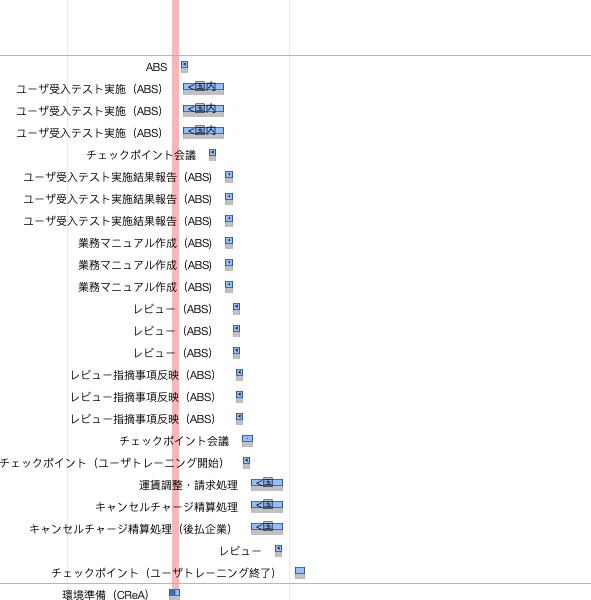 ABS
ユーザ受入テスト実施（ABS）
<国内
ユーザ受入テスト実施（ABS）
<国内
ユーザ受入テスト実施（ABS）
<国内
チェックポイント会議
ユーザ受入テスト実施結果報告（ABS)
ユーザ受入テスト実施結果報告（ABS)
ユーザ受入テスト実施結果報告（ABS)
業務マニュアル作成（ABS)
業務マニュアル作成（ABS)
業務マニュアル作成（ABS)
レビュー（ABS)
レビュー（ABS)
レビュー（ABS)
レビュー指摘事項反映（ABS）
レビュー指摘事項反映（ABS）
レビュー指摘事項反映（ABS）
チェックポイント会議
チェックポイント（ユーザトレーニング開始）
運賃調整・請求処理
<国
キャンセルチャージ精算処理
<国
キャンセルチャージ精算処理（後払企業）
<国
レビュー
チェックポイント（ユーザトレーニング終了）
環境準備（CReA）